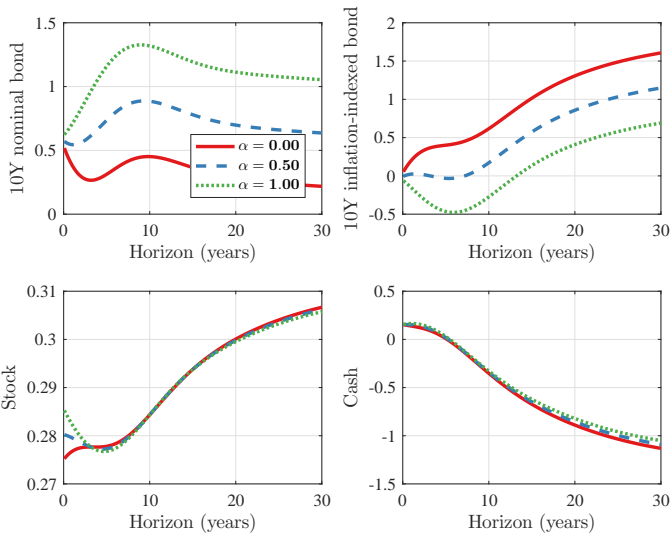 10Y nominal bond
1.5
1
0.5
0
α = 0.00
α = 0.50
α = 1.00
0 10 20 30
Horizon (years)
10Y inflation-indexed bond
2
1.5
1
0.5
0
-0.5
0 10 20 30
Horizon (years)
Stock
0.31
0.3
0.29
0.28
0.27
0 10 20 30
Horizon (years)
Cash
0.5
0
-0.5
-1
-1.5
0 10 20 30
Horizon (years)